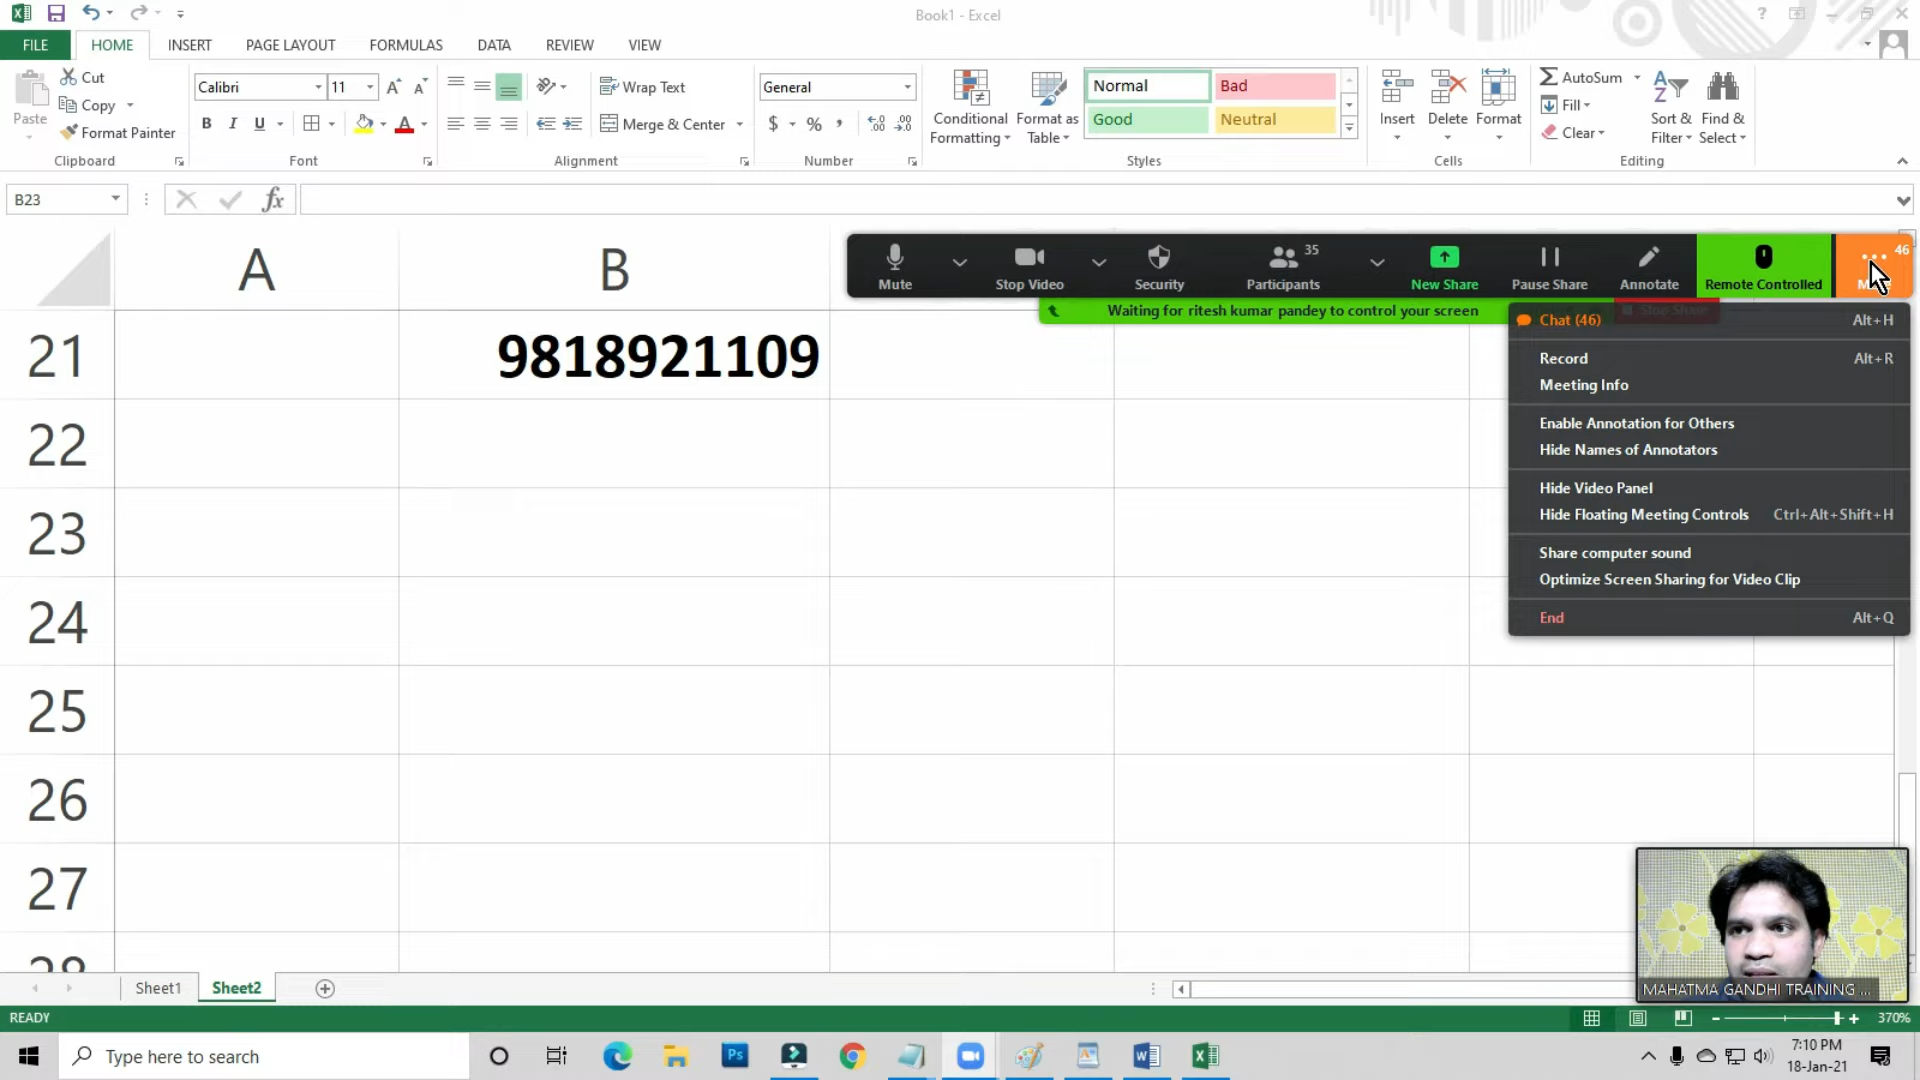 Book1 - Excel
?
FILE HOME INSERT PAGE LAYOUT FORMULAS DATA REVIEW VIEW
Paste
Cut
Copy
Format Painter
Clipboard
Calibri 11
B I U
Font
Wrap Text
Merge & Center
Alignment
General
$ % ,
Number
Conditional Formatting
Format as Table
Normal Bad
Good Neutral
Styles
Insert Delete Format
Cells
AutoSum
Fill
Clear
Sort & Filter
Find & Select
Editing
B23
fx
A B
21 9818921109
22
23
24
25
26
27
28
Mute
Stop Video
Security
Participants 35
New Share
Pause Share
Annotate
Remote Controlled
46
Waiting for ritesh kumar pandey to control your screen
Stop Share
Chat (46) Alt+H
Record Alt+R
Meeting Info
Enable Annotation for Others
Hide Names of Annotators
Hide Video Panel
Hide Floating Meeting Controls Ctrl+Alt+Shift+H
Share computer sound
Optimize Screen Sharing for Video Clip
End Alt+Q
MAHATMA GANDHI TRAINING ...
Sheet1 Sheet2
READY
370%
Type here to search
7:10 PM
18-Jan-21